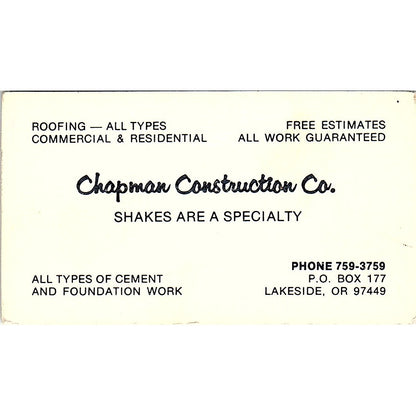 ROOFING — ALL TYPES
COMMERCIAL & RESIDENTIAL
FREE ESTIMATES
ALL WORK GUARANTEED
Chapman Construction Co.
SHAKES ARE A SPECIALTY
ALL TYPES OF CEMENT
AND FOUNDATION WORK
PHONE 759-3759
P.O. BOX 177
LAKESIDE, OR 97449